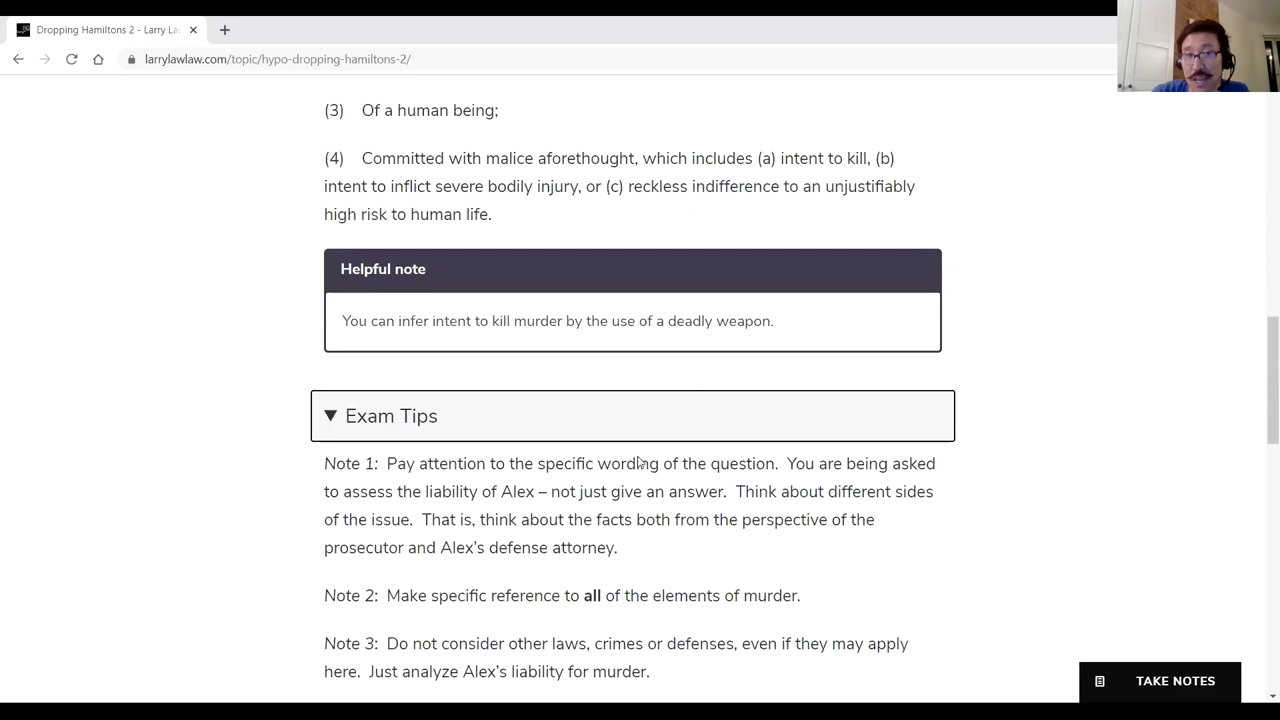 Dropping Hamiltons 2 - Larry La
larrylawlaw.com/topic/hypo-dropping-hamiltons-2/
(3) Of a human being;
(4) Committed with malice aforethought, which includes (a) intent to kill, (b)
intent to inflict severe bodily injury, or (c) reckless indifference to an unjustifiably
high risk to human life.
Helpful note
You can infer intent to kill murder by the use of a deadly weapon.
Exam Tips
Note 1: Pay attention to the specific wording of the question. You are being asked
to assess the liability of Alex – not just give an answer. Think about different sides
of the issue. That is, think about the facts both from the perspective of the
prosecutor and Alex's defense attorney.
Note 2: Make specific reference to all of the elements of murder.
Note 3: Do not consider other laws, crimes or defenses, even if they may apply
here. Just analyze Alex's liability for murder.
TAKE NOTES